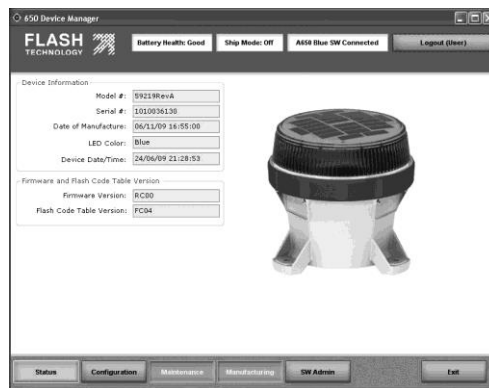 650 Device Manager
FLASH
TECHNOLOGY
Battery Health: Good
Ship Mode: Off
A650 Blue SW Connected
Logout (User)
Device Information
Model #: 59219RevA
Serial #: 1010036138
Date of Manufacture: 06/11/09 16:55:00
LED Color: Blue
Device Date/Time: 24/06/09 21:28:53
Firmware and Flash Code Table Version
Firmware Version: RC80
Flash Code Table Version: FC04
Status
Configuration
Maintenance
Manufacturing
SW Admin
Exit